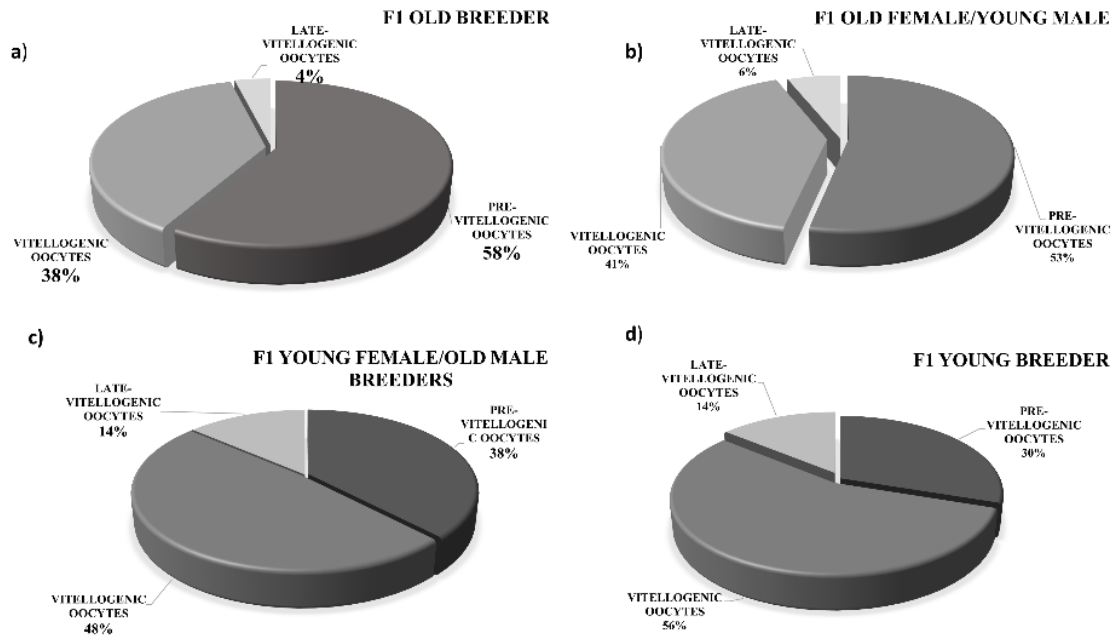 F1 OLD BREEDER
a)
LATE-
VITELLOGENIC
OOCYTES
4%
PRE-
VITELLOGENIC
OOCYTES
58%
VITELLOGENIC
OOCYTES
38%
F1 OLD FEMALE/YOUNG MALE
b)
LATE-
VITELLOGENIC
OOCYTES
6%
PRE-
VITELLOGENIC
OOCYTES
53%
VITELLOGENIC
OOCYTES
41%
c)
F1 YOUNG FEMALE/OLD MALE
BREEDERS
LATE-
VITELLOGENIC
OOCYTES
14%
PRE-
VITELLOGENI
C OOCYTES
38%
VITELLOGENIC
OOCYTES
48%
d)
F1 YOUNG BREEDER
LATE-
VITELLOGENIC
OOCYTES
14%
PRE-
VITELLOGENIC
OOCYTES
30%
VITELLOGENIC
OOCYTES
56%